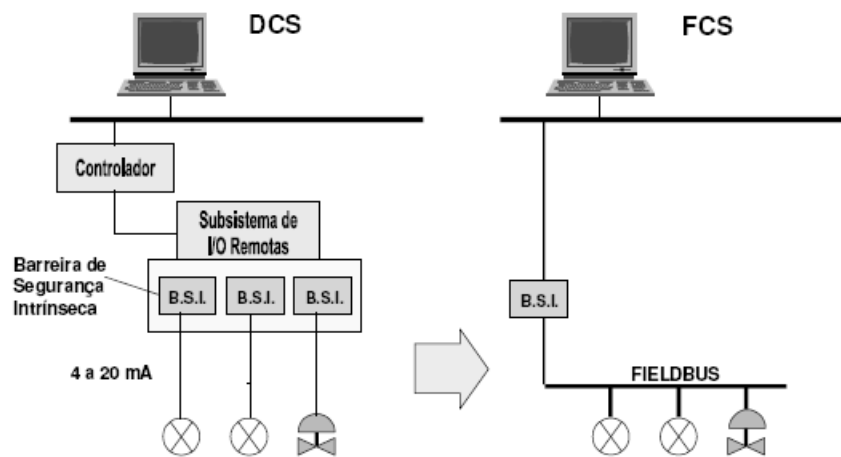 DCS
Controlador
Subsistema de
I/O Remotas
Barreira de
Segurança
Intrínseca
B.S.I.
B.S.I.
B.S.I.
4 a 20 mA
FCS
B.S.I.
FIELDBUS